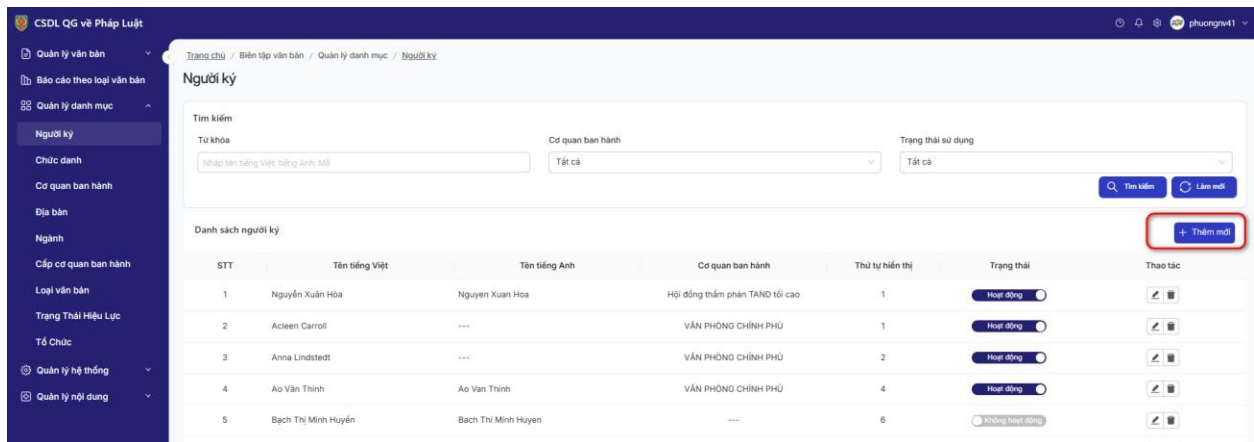 CSDL QG về Pháp Luật
phuongnv41
Quản lý văn bản
Báo cáo theo loại văn bản
Quản lý danh mục
Người ký
Chức danh
Cơ quan ban hành
Địa bàn
Ngành
Cấp cơ quan ban hành
Loại văn bản
Trạng Thái Hiệu Lực
Tổ Chức
Quản lý hệ thống
Quản lý nội dung
Trang chủ / Biên tập văn bản / Quản lý danh mục / Người ký
Người ký
Tìm kiếm
Từ khóa Cơ quan ban hành Trạng thái sử dụng
Nhập tên tiếng Việt, tiếng Anh, Mã Tất cả Tất cả
Tìm kiếm Làm mới
Danh sách người ký + Thêm mới
STT Tên tiếng Việt Tên tiếng Anh Cơ quan ban hành Thứ tự hiển thị Trạng thái Thao tác
1 Nguyễn Xuân Hòa Nguyen Xuan Hoa Hội đồng thẩm phán TAND tối cao 1 Hoạt động
2 Acleen Carroll --- VĂN PHÒNG CHÍNH PHỦ 1 Hoạt động
3 Anna Lindstedt --- VĂN PHÒNG CHÍNH PHỦ 2 Hoạt động
4 Ao Văn Thinh Ao Van Thinh VĂN PHÒNG CHÍNH PHỦ 4 Hoạt động
5 Bạch Thị Minh Huyền Bach Thi Minh Huyen --- 6 Không hoạt động